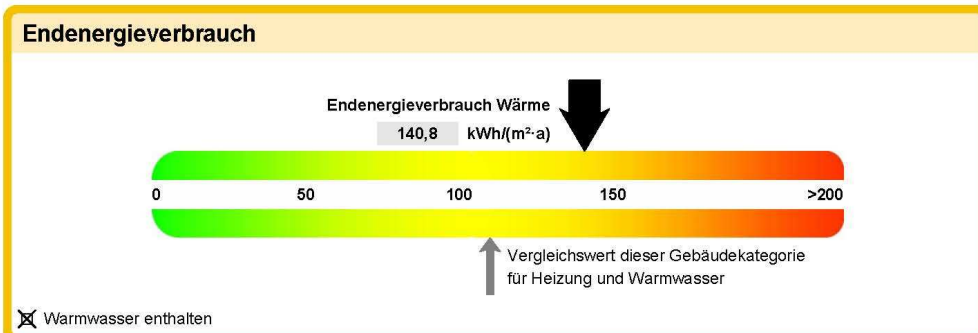 Endenergieverbrauch
Endenergieverbrauch Wärme
140,8 kWh/(m²·a)
0 50 100 150 >200
Vergleichswert dieser Gebäudekategorie
für Heizung und Warmwasser
Warmwasser enthalten